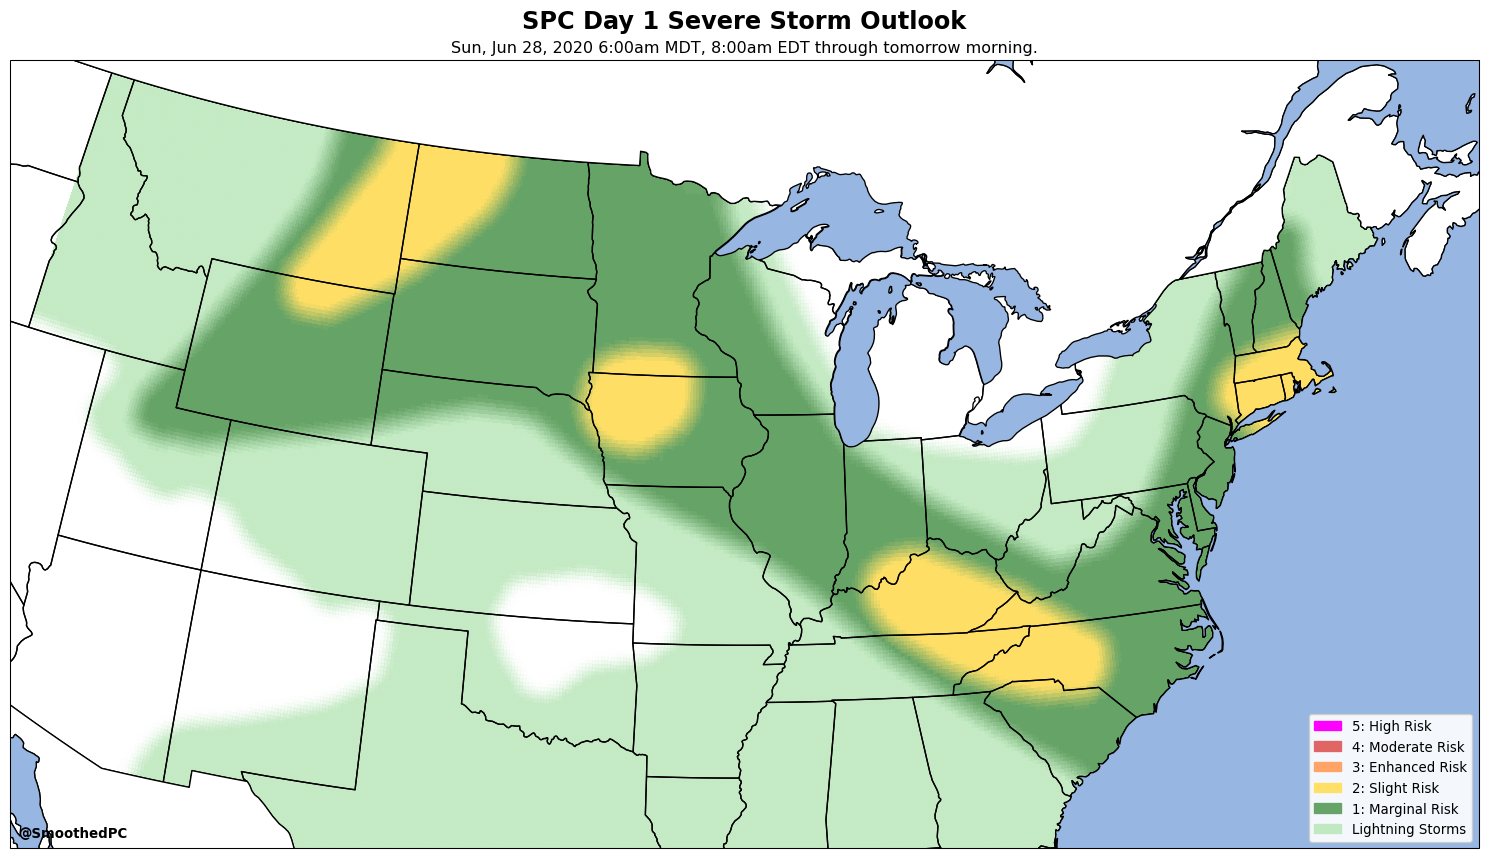 SPC Day 1 Severe Storm Outlook
Sun, Jun 28, 2020 6:00am MDT, 8:00am EDT through tomorrow morning.
5: High Risk
4: Moderate Risk
3: Enhanced Risk
2: Slight Risk
1: Marginal Risk
Lightning Storms
@SmoothedPC